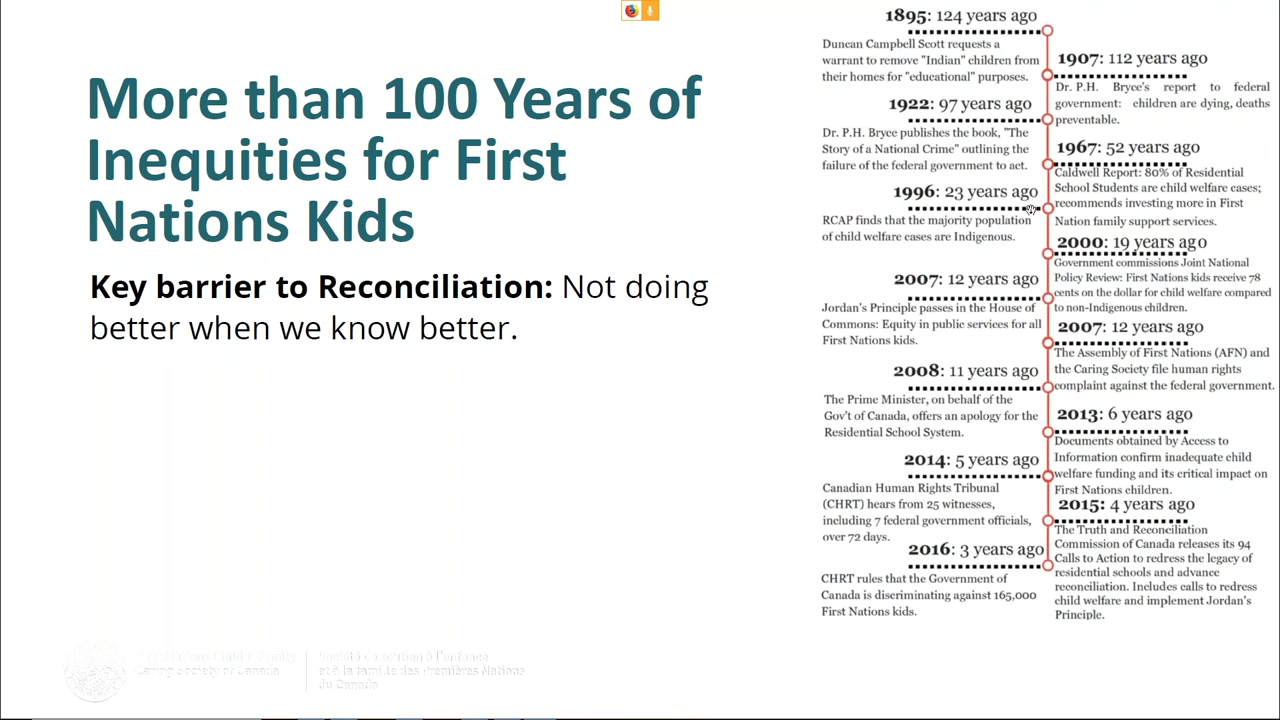 More than 100 Years of
Inequities for First
Nations Kids
Key barrier to Reconciliation: Not doing
better when we know better.
1895: 124 years ago
Duncan Campbell Scott requests a
warrant to remove "Indian" children from
their homes for "educational" purposes.
1907: 112 years ago
Dr. P.H. Bryce's report to federal
government: children are dying, deaths
preventable.
1922: 97 years ago
Dr. P.H. Bryce publishes the book, "The
Story of a National Crime" outlining the
failure of the federal government to act.
1967: 52 years ago
Caldwell Report: 80% of Residential
School Students are child welfare cases;
recommends investing more in First
Nation family support services.
1996: 23 years ago
RCAP finds that the majority population
of child welfare cases are Indigenous.
2000: 19 years ago
Government commissions Joint National
Policy Review: First Nations kids receive 78
cents on the dollar for child welfare compared
to non-Indigenous children.
2007: 12 years ago
Jordan's Principle passes in the House of
Commons: Equity in public services for all
First Nations kids.
2007: 12 years ago
The Assembly of First Nations (AFN) and
the Caring Society file human rights
complaint against the federal government.
2008: 11 years ago
The Prime Minister, on behalf of the
Gov't of Canada, offers an apology for the
Residential School System.
2013: 6 years ago
Documents obtained by Access to
Information confirm inadequate child
welfare funding and its critical impact on
First Nations children.
2014: 5 years ago
Canadian Human Rights Tribunal
(CHRT) hears from 25 witnesses,
including 7 federal government officials,
over 72 days.
2015: 4 years ago
The Truth and Reconciliation
Commission of Canada releases its 94
Calls to Action to redress the legacy of
residential schools and advance
reconciliation. Includes calls to redress
child welfare and implement Jordan's
Principle.
2016: 3 years ago
CHRT rules that the Government of
Canada is discriminating against 165,000
First Nations kids.
Caring Society of Canada
Société de soutien à l'enfance
et à la famille des Premières Nations
du Canada